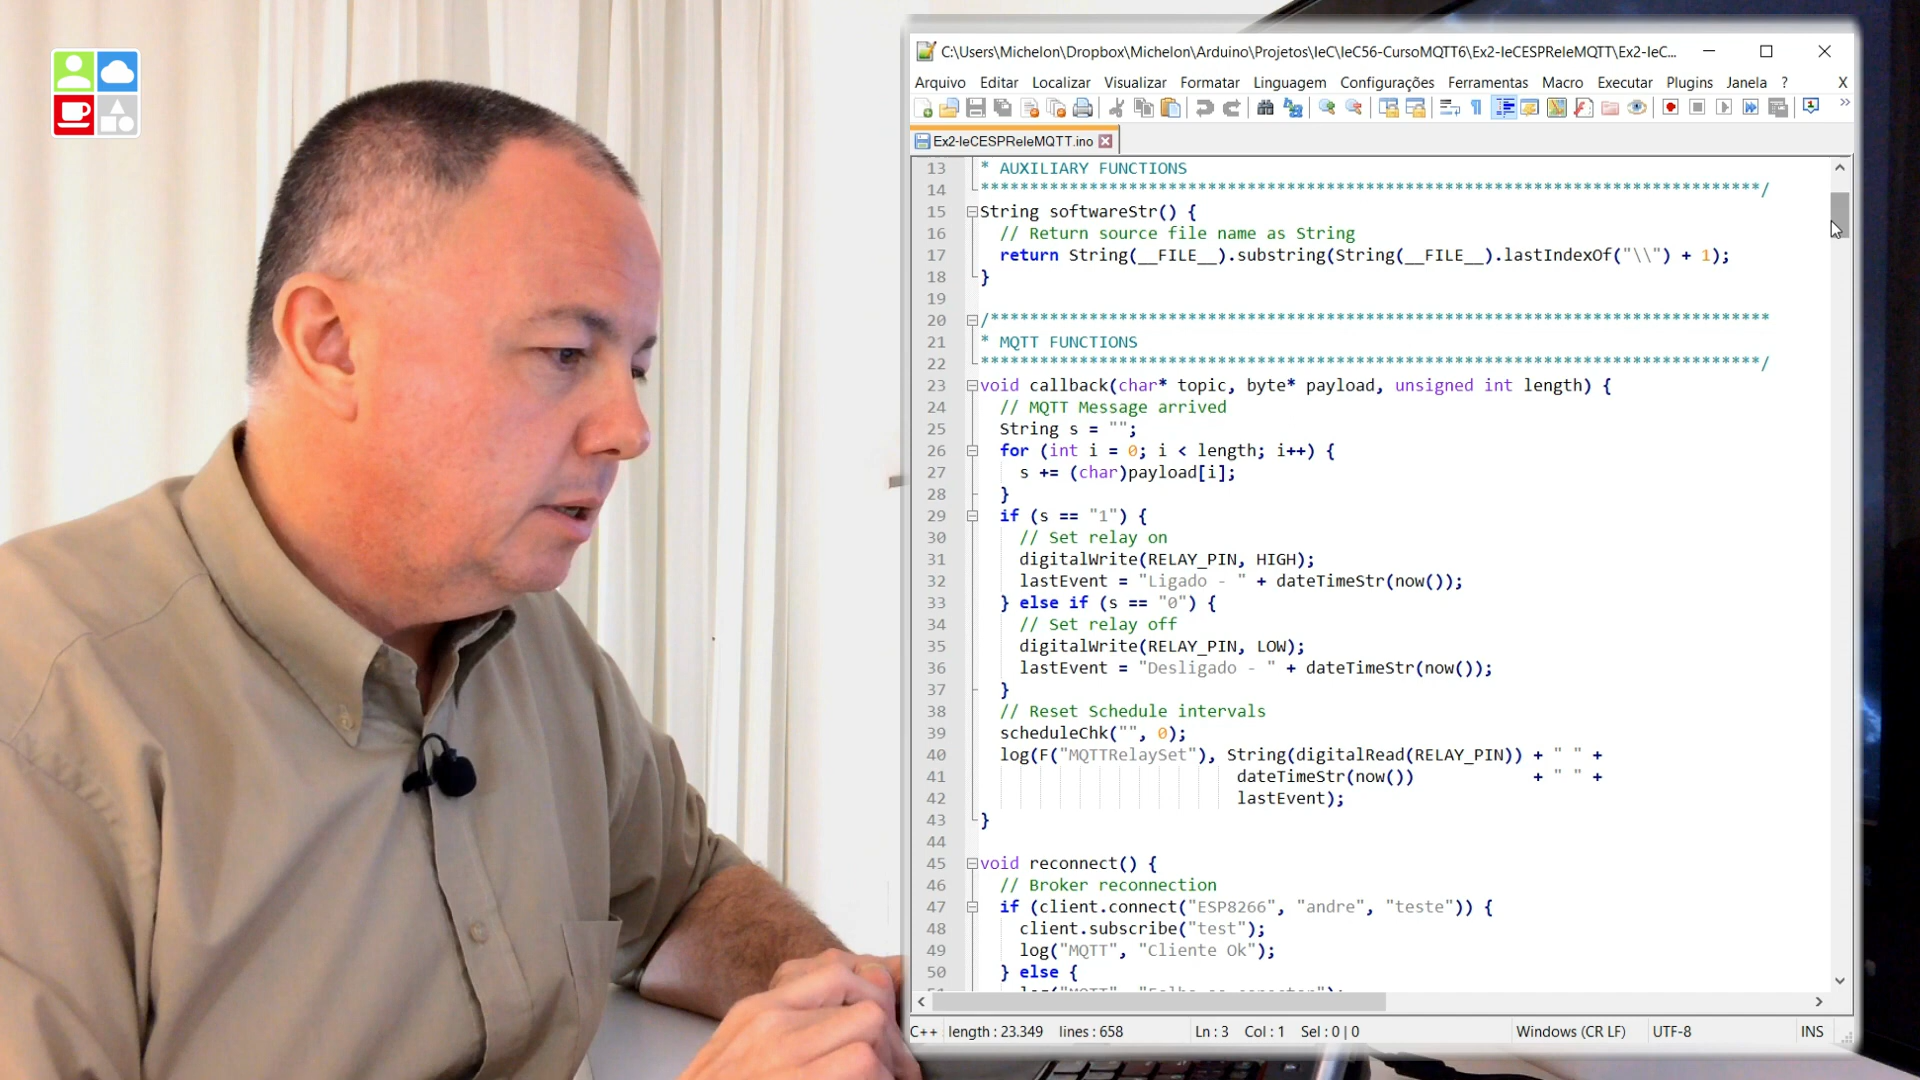 C:\Users\Michelon\Dropbox\Michelon\Arduino\Projetos\IeC\IeC56-CursoMQTT6\Ex2-IeCESPReleMQTT\Ex2-IeC...
Arquivo Editar Localizar Visualizar Formatar Linguagem Configurações Ferramentas Macro Executar Plugins Janela ? X
Ex2-IeCESPReleMQTT.ino
13 * AUXILIARY FUNCTIONS
14 *******************************************************************************/
15 String softwareStr() {
16 // Return source file name as String
17 return String(__FILE__).substring(String(__FILE__).lastIndexOf("\\") + 1);
18 }
19
20 /*******************************************************************************
21 * MQTT FUNCTIONS
22 *******************************************************************************/
23 void callback(char* topic, byte* payload, unsigned int length) {
24 // MQTT Message arrived
25 String s = "";
26 for (int i = 0; i < length; i++) {
27 s += (char)payload[i];
28 }
29 if (s == "1") {
30 // Set relay on
31 digitalWrite(RELAY_PIN, HIGH);
32 lastEvent = "Ligado - " + dateTimeStr(now());
33 } else if (s == "0") {
34 // Set relay off
35 digitalWrite(RELAY_PIN, LOW);
36 lastEvent = "Desligado - " + dateTimeStr(now());
37 }
38 // Reset Schedule intervals
39 scheduleChk("", 0);
40 log(F("MQTTRelaySet"), String(digitalRead(RELAY_PIN)) + " " +
41 dateTimeStr(now()) + " " +
42 lastEvent);
43 }
44
45 void reconnect() {
46 // Broker reconnection
47 if (client.connect("ESP8266", "andre", "teste")) {
48 client.subscribe("test");
49 log("MQTT", "Cliente Ok");
50 } else {
C++ length : 23.349 lines : 658 Ln : 3 Col : 1 Sel : 0 | 0 Windows (CR LF) UTF-8 INS